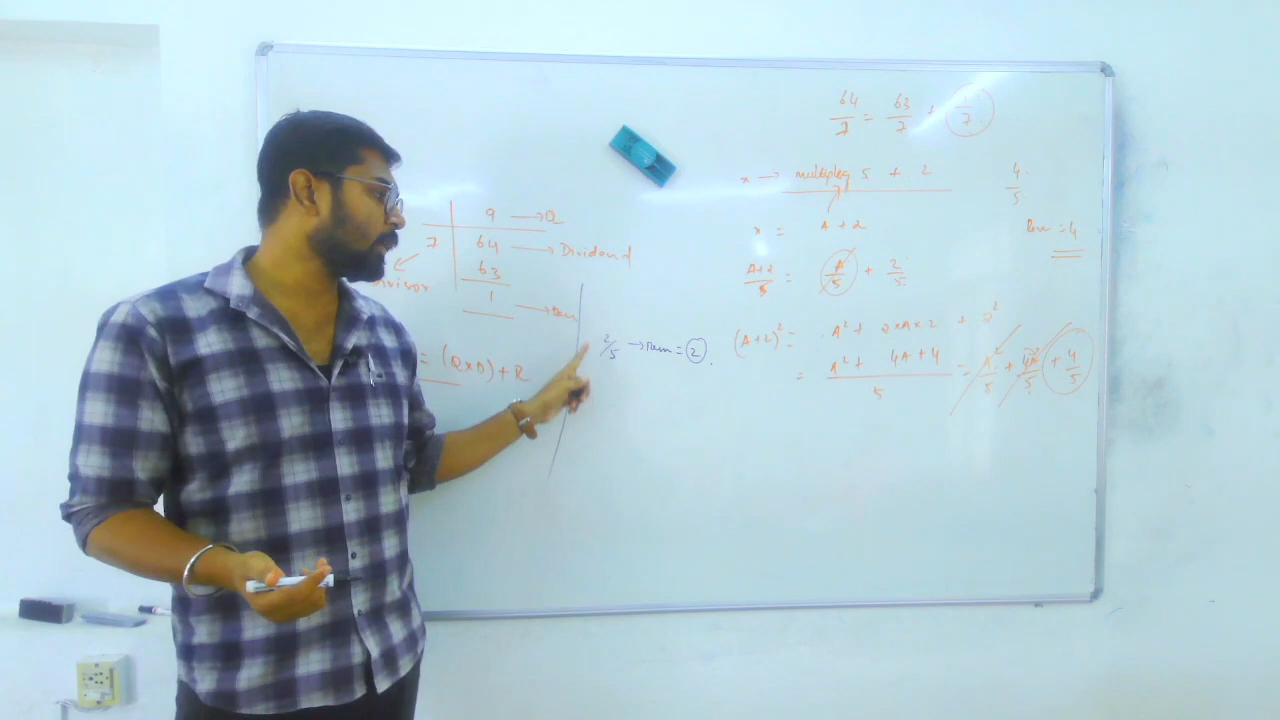 9 → Q
7 64 → Dividend
63
1 → Rem
= (Q×D) + R
2/5 → Rem = 2.
64/7 = 63/7 + 1/7
x → multiple of 5 + 2
4/5
x = A + 2
Rem = 4
A+2/5 = A/5 + 2/5
(A+2)² = A² + 2×A×2 + 2²
= A² + 4A + 4/5 = A²/5 + 4A/5 + 4/5